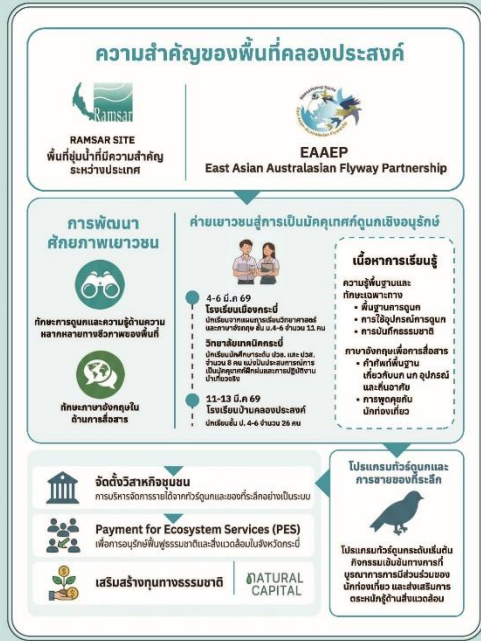 ความสำคัญของพื้นที่คลองประสงค์
Ramsar
RAMSAR SITE
พื้นที่ชุ่มน้ำที่มีความสำคัญ
ระหว่างประเทศ
EAAEP
East Asian Australasian Flyway Partnership
การพัฒนา
ศักยภาพเยาวชน
ทักษะการดูนกและความรู้ด้านความ
หลากหลายทางชีวภาพของพื้นที่
ทักษะภาษาอังกฤษใน
ด้านการสื่อสาร
ค่ายเยาวชนสู่การเป็นมัคคุเทศก์ดูนกเชิงอนุรักษ์
4-6 มี.ค 69
โรงเรียนเมืองกระบี่
นักเรียนจากแผนการเรียนวิทยาศาสตร์
และภาษาอังกฤษ ชั้น ม.4-6 จำนวน 11 คน
วิทยาลัยเทคนิคกระบี่
นักเรียนนักศึกษาระดับ ปวช. และ ปวส.
จำนวน 8 คน แบ่งปันประสบการณ์การ
เป็นมัคคุเทศก์ฝึกฝนและการปฏิบัติงาน
นำเที่ยวจริง
11-13 มี.ค 69
โรงเรียนบ้านคลองประสงค์
นักเรียนชั้น ป. 4-6 จำนวน 26 คน
เนื้อหาการเรียนรู้
ความรู้พื้นฐานและ
ทักษะเฉพาะทาง
• พื้นฐานการดูนก
• การใช้อุปกรณ์การดูนก
• การบันทึกธรรมชาติ
ภาษาอังกฤษเพื่อการสื่อสาร
• คำศัพท์พื้นฐาน
เกี่ยวกับนก นก อุปกรณ์
และถิ่นอาศัย
• การพูดคุยกับ
นักท่องเที่ยว
จัดตั้งวิสาหกิจชุมชน
การบริหารจัดการรายได้จากทัวร์ดูนกและของที่ระลึกอย่างเป็นระบบ
Payment for Ecosystem Services (PES)
เพื่อการอนุรักษ์ฟื้นฟูธรรมชาติและสิ่งแวดล้อมในจังหวัดกระบี่
เสริมสร้างทุนทางธรรมชาติ
NATURAL
CAPITAL
โปรแกรมทัวร์ดูนกและ
การขายของที่ระลึก
โปรแกรมทัวร์ดูนกระดับเริ่มต้น
กิจกรรมเข้มข้นทางการที่
บูรณาการการมีส่วนร่วมของ
นักท่องเที่ยว และส่งเสริมการ
ตระหนักรู้ด้านสิ่งแวดล้อม